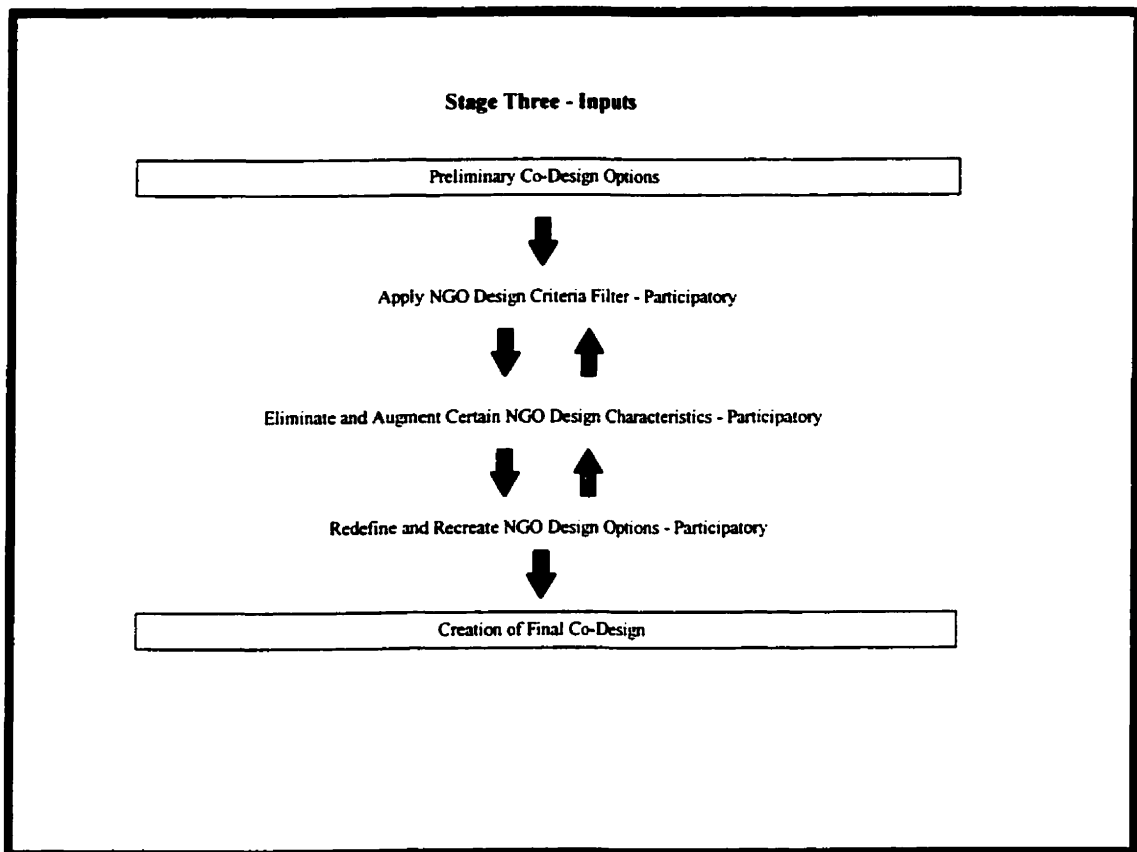 Stage Three - Inputs
Preliminary Co-Design Options
Apply NGO Design Criteria Filter - Participatory
Eliminate and Augment Certain NGO Design Characteristics - Participatory
Redefine and Recreate NGO Design Options - Participatory
Creation of Final Co-Design